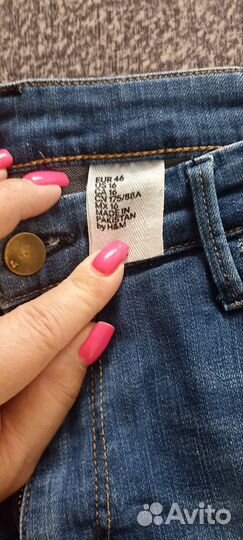 EUR 46
US 16
CA 16
CN 175/88A
MX 16
MADE IN
PAKISTAN
by H&M
Avito